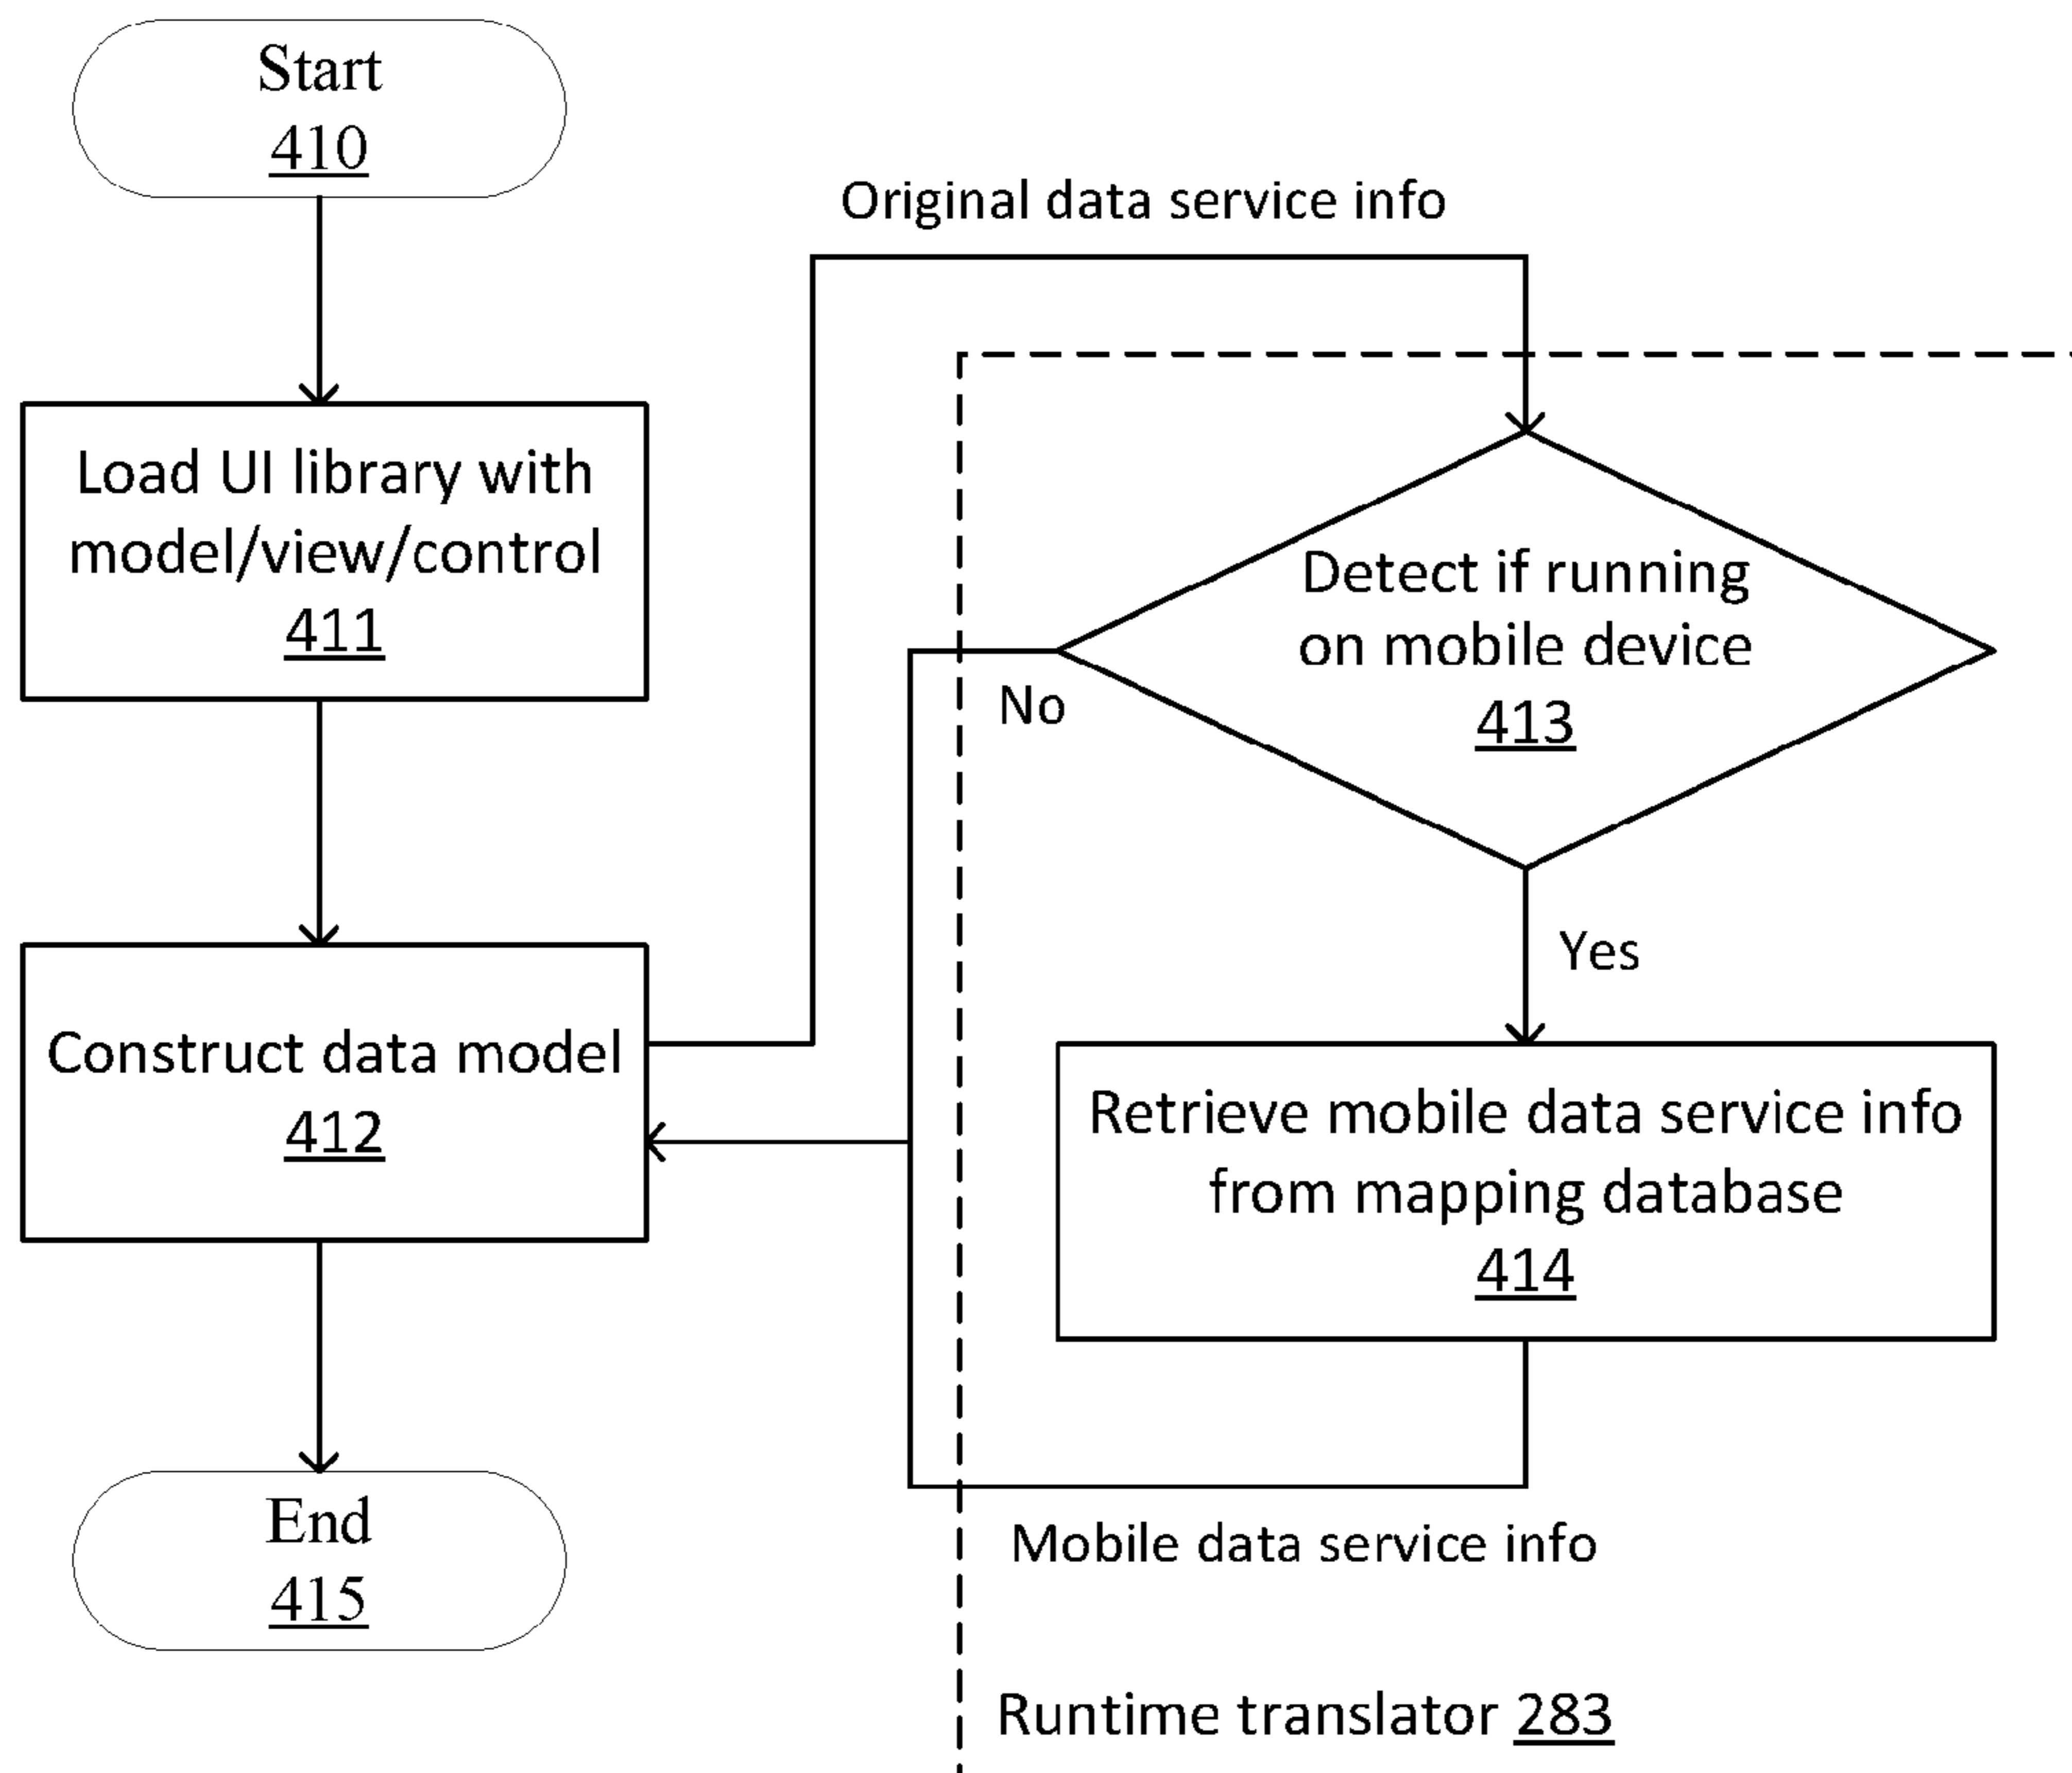 Start
410
Load UI library with
model/view/control
411
Construct data model
412
End
415
Original data service info
Detect if running
on mobile device
413
No
Yes
Retrieve mobile data service info
from mapping database
414
Mobile data service info
Runtime translator 283